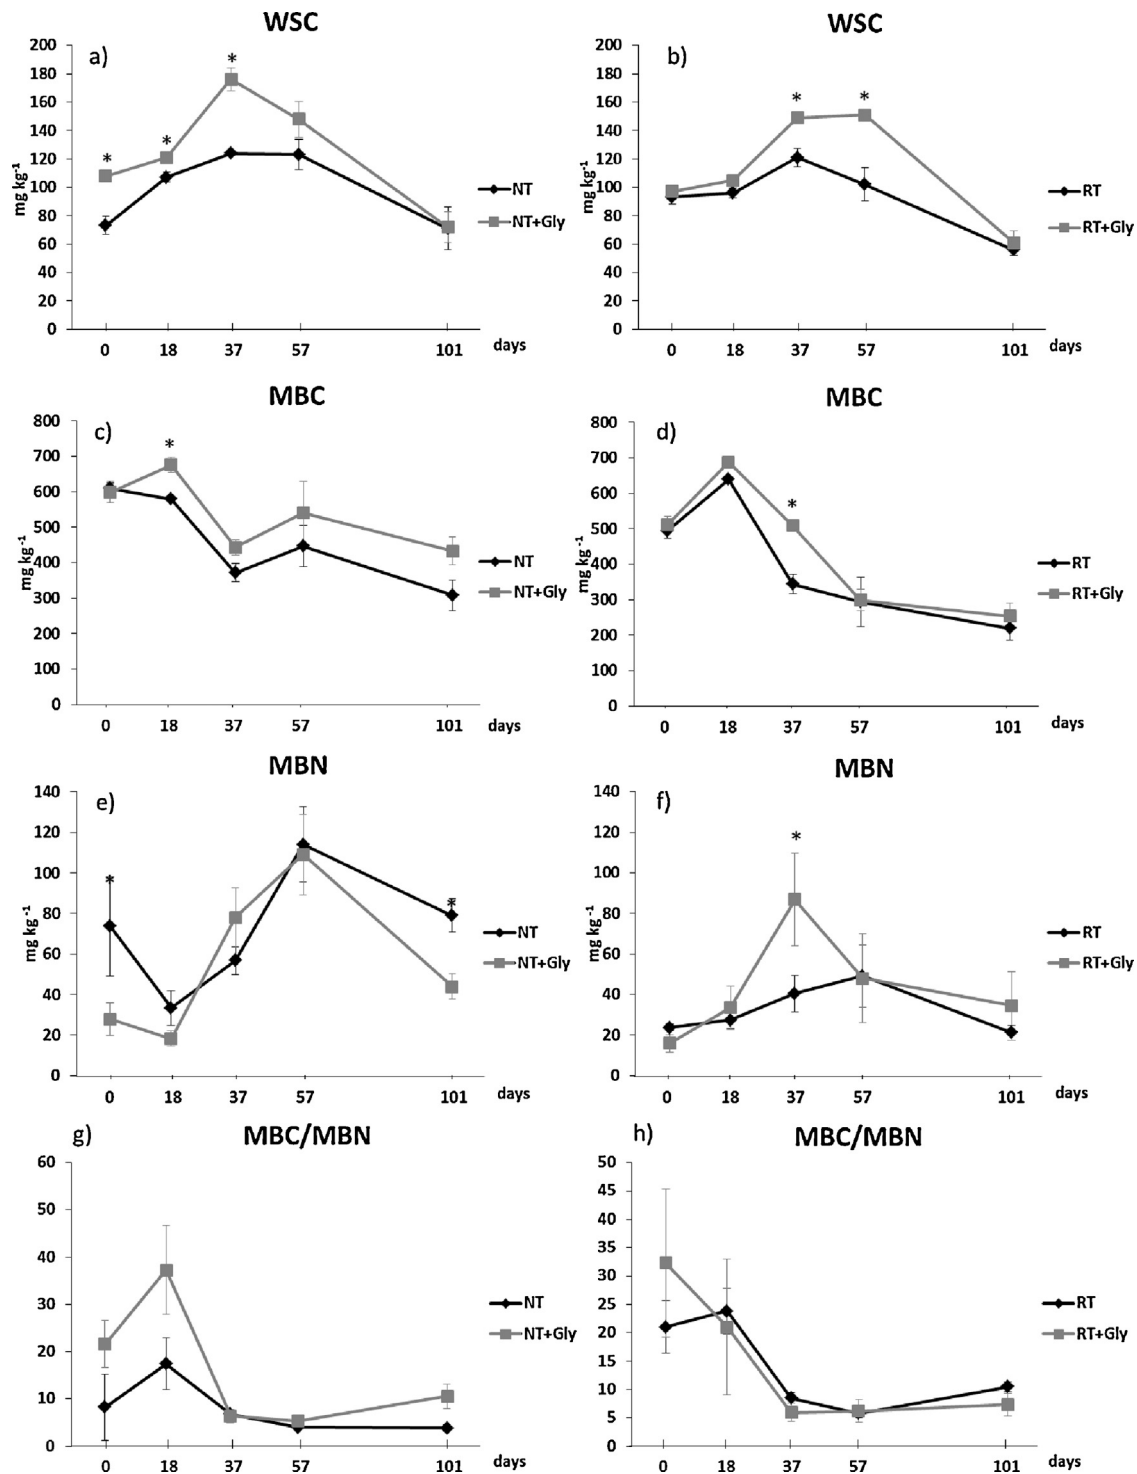 WSC
a)
200
180
160
140
120
100
80
60
40
20
0
mg kg⁻¹
*
*
*
NT
NT+Gly
0 18 37 57 101 days
WSC
b)
200
180
160
140
120
100
80
60
40
20
0
mg kg⁻¹
* *
RT
RT+Gly
0 18 37 57 101 days
MBC
c)
800
700
600
500
400
300
200
100
0
mg kg⁻¹
*
NT
NT+Gly
0 18 37 57 101 days
MBC
d)
800
700
600
500
400
300
200
100
0
mg kg⁻¹
*
RT
RT+Gly
0 18 37 57 101 days
MBN
e)
140
120
100
80
60
40
20
0
mg kg⁻¹
*
*
NT
NT+Gly
0 18 37 57 101 days
MBN
f)
140
120
100
80
60
40
20
0
mg kg⁻¹
*
RT
RT+Gly
0 18 37 57 101 days
MBC/MBN
g)
60
50
40
30
20
10
0
NT
NT+Gly
0 18 37 57 101 days
MBC/MBN
h)
50
45
40
35
30
25
20
15
10
5
0
RT
RT+Gly
0 18 37 57 101 days